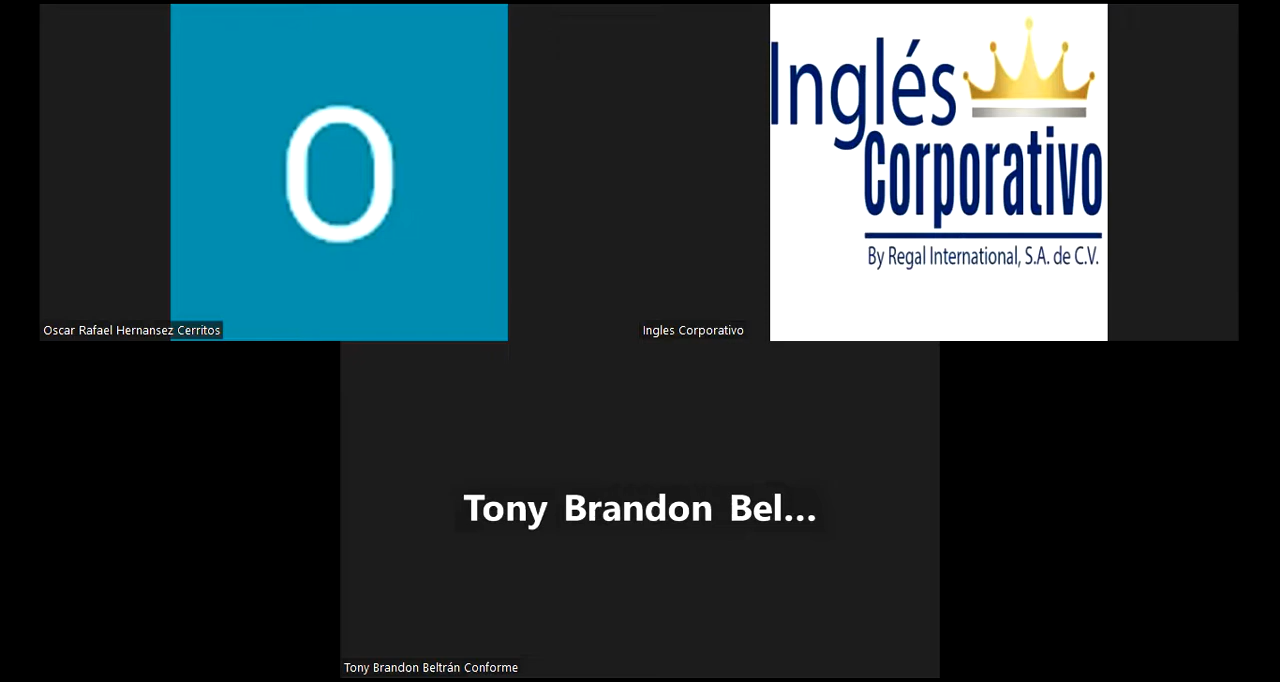 O
Oscar Rafael Hernansez Cerritos
Inglés
Corporativo
By Regal International, S.A. de C.V.
Ingles Corporativo
Tony Brandon Bel...
Tony Brandon Beltrán Conforme